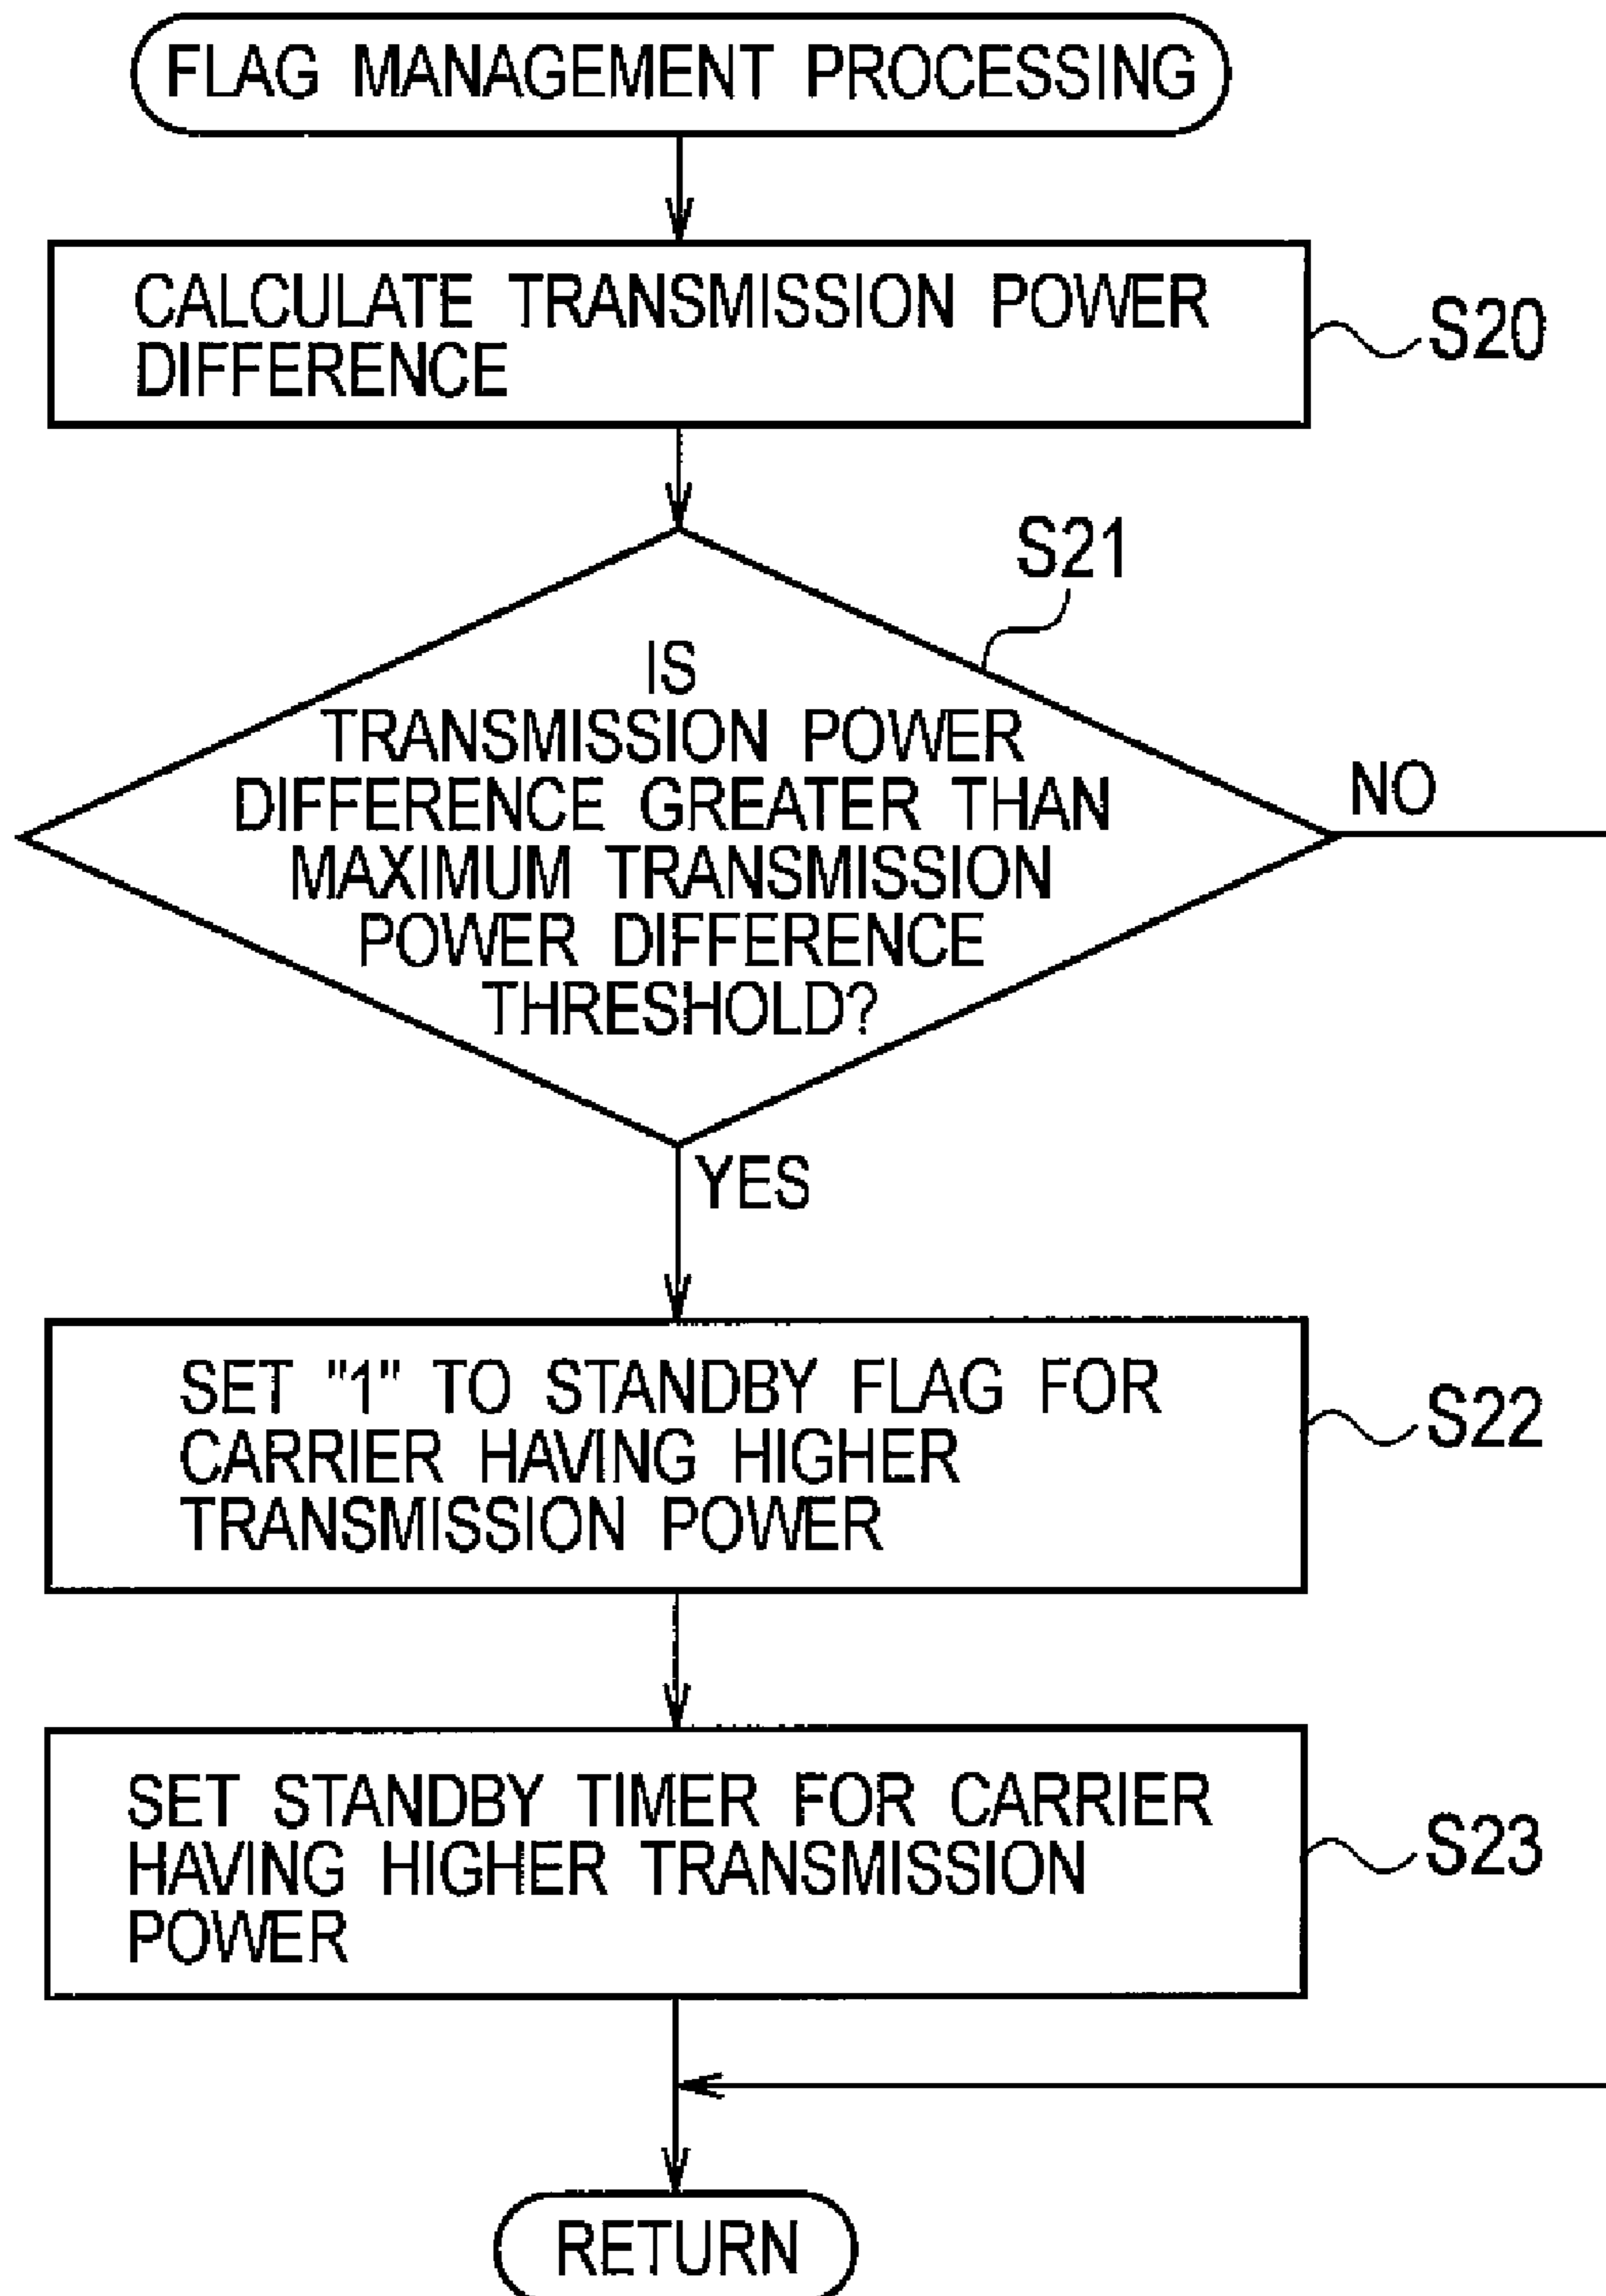 FLAG MANAGEMENT PROCESSING
CALCULATE TRANSMISSION POWER
DIFFERENCE
S20
S21
IS
TRANSMISSION POWER
DIFFERENCE GREATER THAN
MAXIMUM TRANSMISSION
POWER DIFFERENCE
THRESHOLD?
NO
YES
SET "1" TO STANDBY FLAG FOR
CARRIER HAVING HIGHER
TRANSMISSION POWER
S22
SET STANDBY TIMER FOR CARRIER
HAVING HIGHER TRANSMISSION
POWER
S23
RETURN